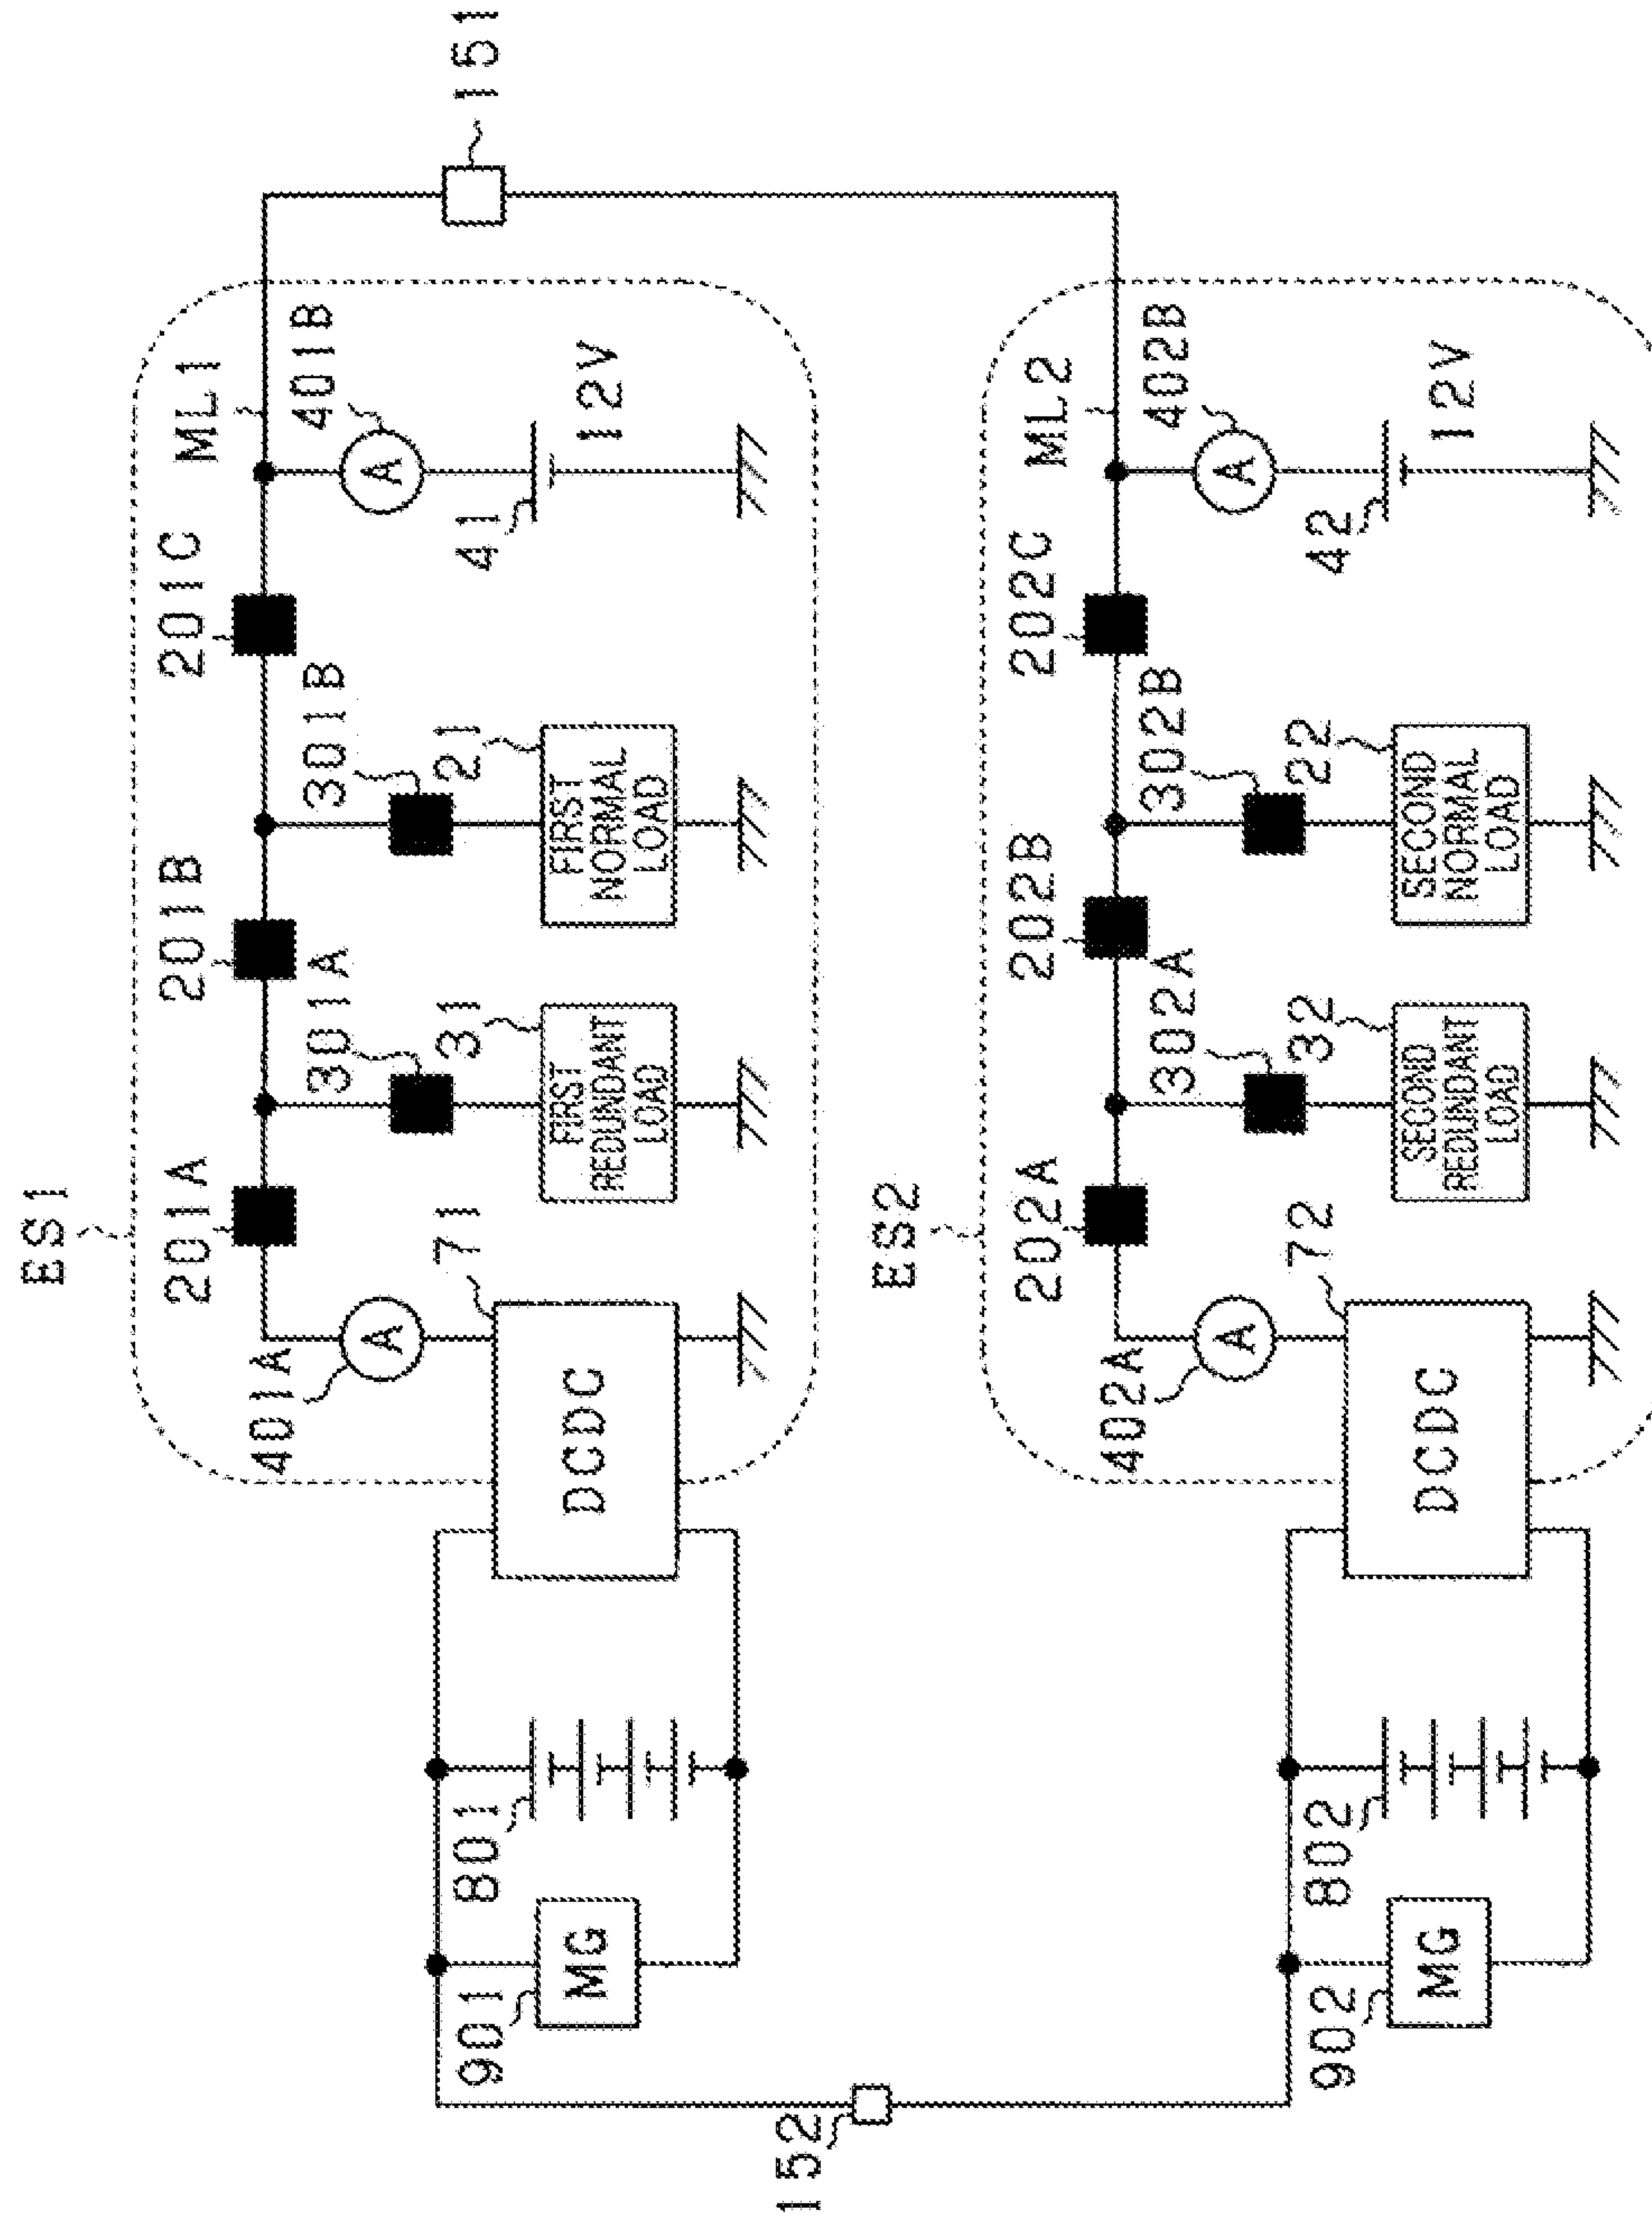 ES1
201A
201B
201C
ML1
401A
71
301A
31
301B
21
401B
A
A
41
12V
FIRST
REDUNDANT
LOAD
FIRST
NORMAL
LOAD
DCDC
801
901
MG
151
152
ES2
202A
202B
202C
ML2
402A
72
302A
32
302B
22
402B
A
A
42
12V
SECOND
REDUNDANT
LOAD
SECOND
NORMAL
LOAD
DCDC
802
902
MG